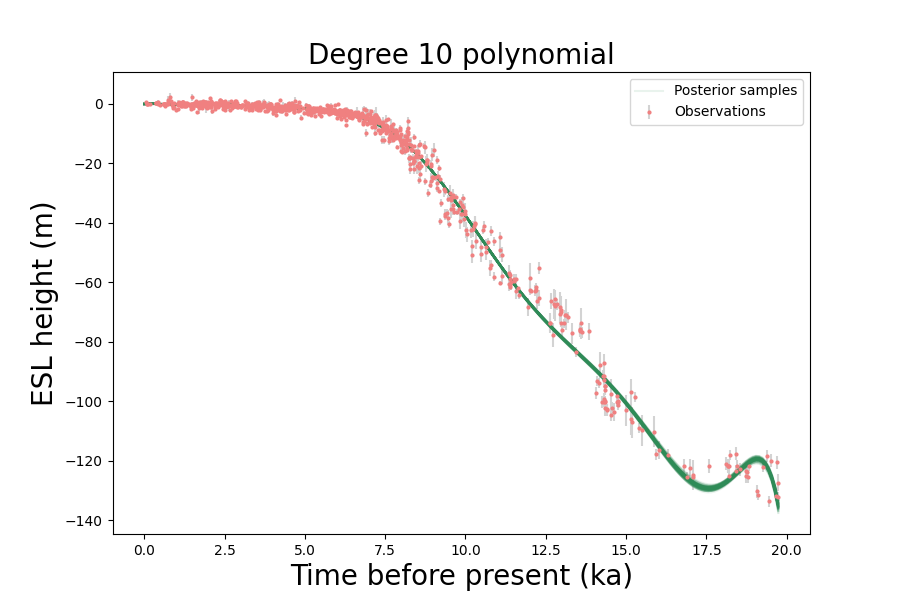 Degree 10 polynomial
Posterior samples
Observations
ESL height (m)
0
−20
−40
−60
−80
−100
−120
−140
0.0 2.5 5.0 7.5 10.0 12.5 15.0 17.5 20.0
Time before present (ka)